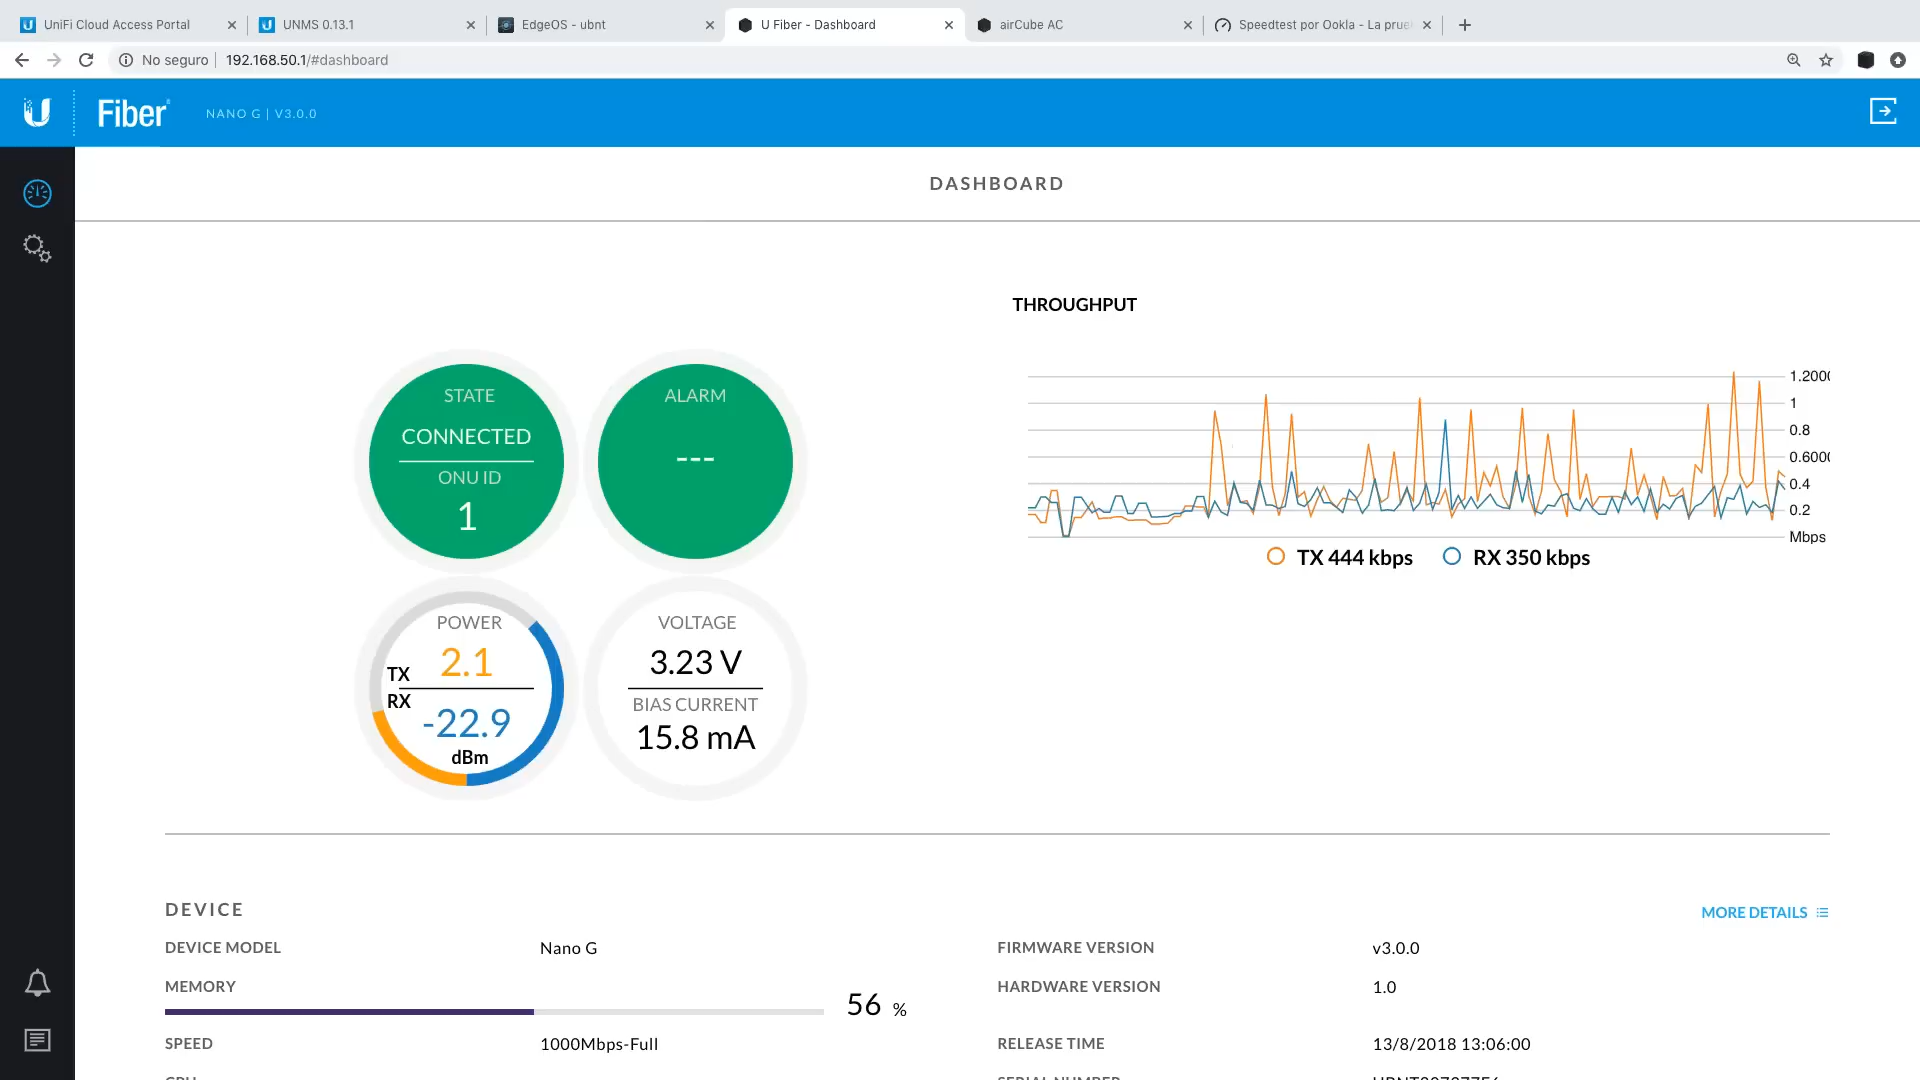 UniFi Cloud Access Portal
UNMS 0.13.1
EdgeOS - ubnt
U Fiber - Dashboard
airCube AC
Speedtest por Ookla - La prue
No seguro
192.168.50.1/#dashboard
U
Fiber
NANO G | V3.0.0
DASHBOARD
THROUGHPUT
STATE
CONNECTED
ONU ID
1
ALARM
---
1
0.8
0.4
0.2
Mbps
TX 444 kbps
RX 350 kbps
POWER
TX
2.1
RX
-22.9
dBm
VOLTAGE
3.23 V
BIAS CURRENT
15.8 mA
DEVICE
MORE DETAILS
DEVICE MODEL
Nano G
FIRMWARE VERSION
v3.0.0
MEMORY
56 %
HARDWARE VERSION
1.0
SPEED
1000Mbps-Full
RELEASE TIME
13/8/2018 13:06:00